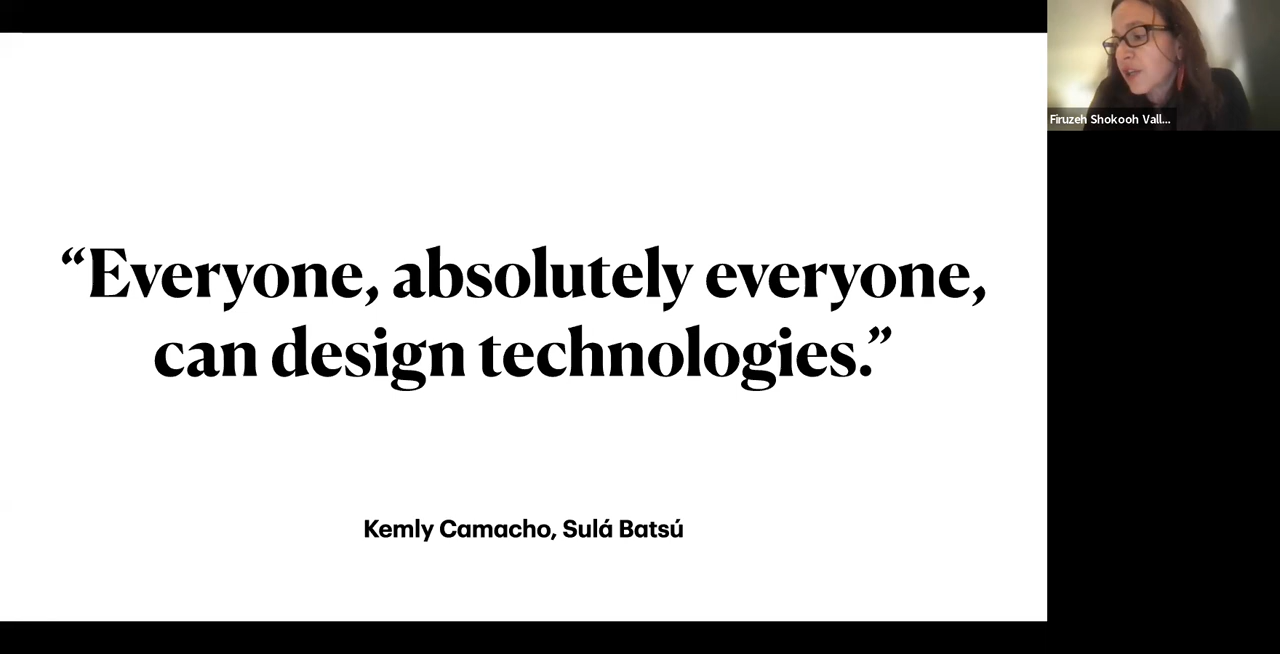 “Everyone, absolutely everyone,
can design technologies.”
Kemly Camacho, Sulá Batsú
Firuzeh Shokooh Vall...